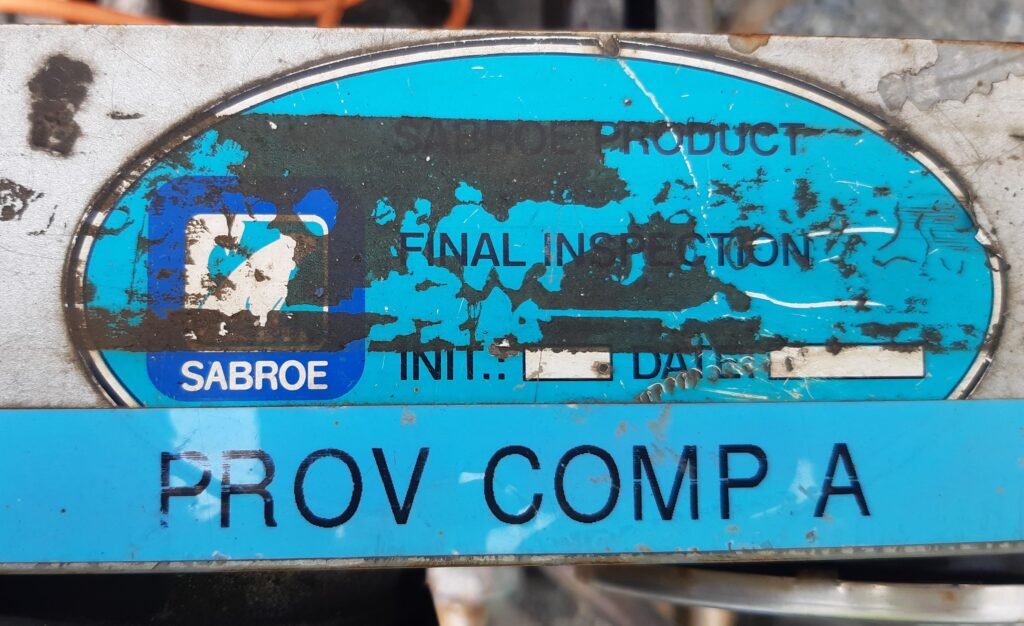 SABROE PRODUCT
FINAL INSPECTION
SABROE
INIT.:
DATE:
PROV COMP A